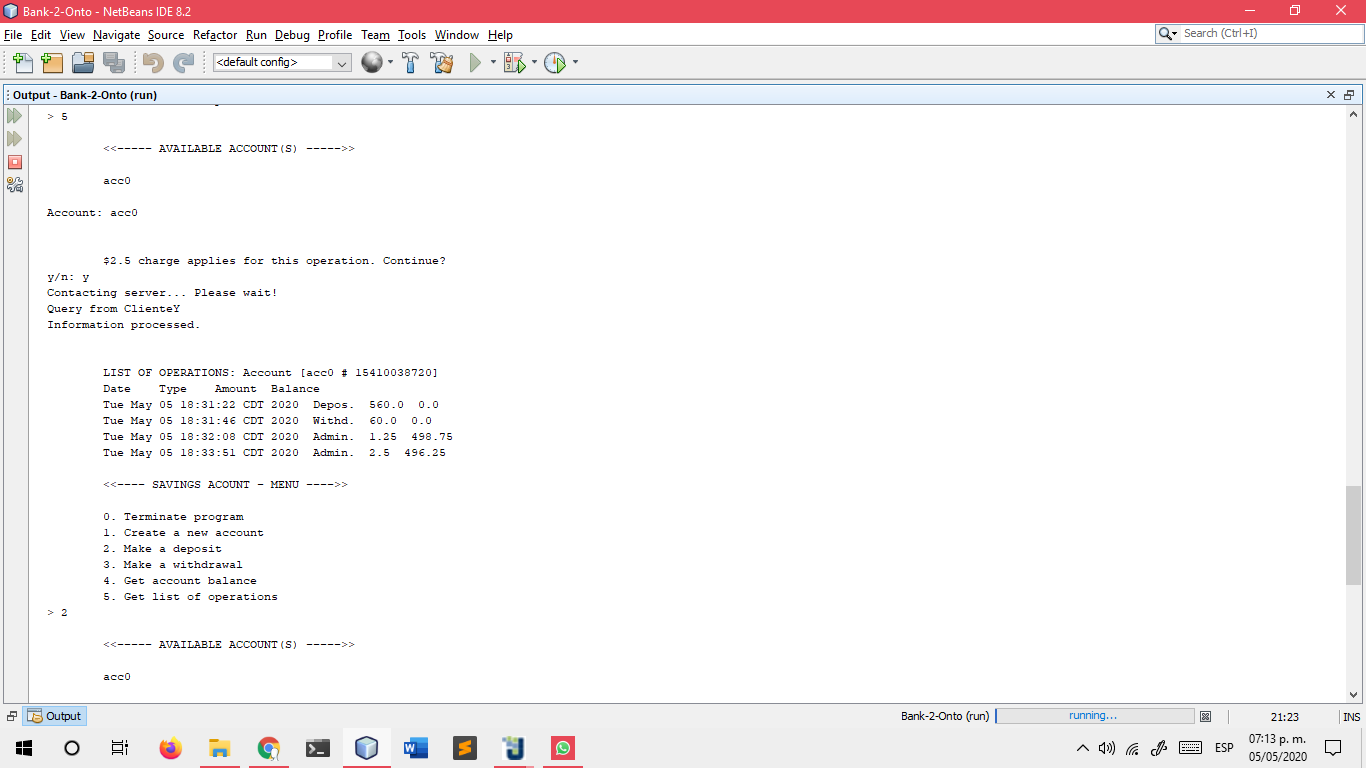 Bank-2-Onto - NetBeans IDE 8.2
File Edit View Navigate Source Refactor Run Debug Profile Team Tools Window Help
Search (Ctrl+I)
<default config>
Output - Bank-2-Onto (run)
> 5
<<----- AVAILABLE ACCOUNT(S) ----->>
acc0
Account: acc0
$2.5 charge applies for this operation. Continue?
y/n: y
Contacting server... Please wait!
Query from ClienteY
Information processed.
LIST OF OPERATIONS: Account [acc0 # 15410038720]
Date Type Amount Balance
Tue May 05 18:31:22 CDT 2020 Depos. 560.0 0.0
Tue May 05 18:31:46 CDT 2020 Withd. 60.0 0.0
Tue May 05 18:32:08 CDT 2020 Admin. 1.25 498.75
Tue May 05 18:33:51 CDT 2020 Admin. 2.5 496.25
<<---- SAVINGS ACOUNT - MENU ---->>
0. Terminate program
1. Create a new account
2. Make a deposit
3. Make a withdrawal
4. Get account balance
5. Get list of operations
> 2
<<----- AVAILABLE ACCOUNT(S) ----->>
acc0
Output
Bank-2-Onto (run) running... 21:23 INS
ESP
07:13 p. m.
05/05/2020